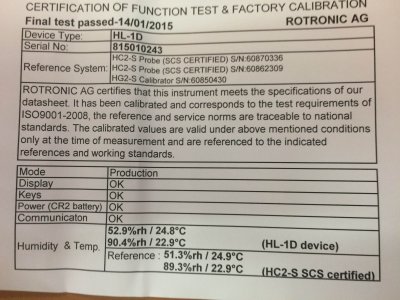 CERTIFICATION OF FUNCTION TEST & FACTORY CALIBRATION
Final test passed-14/01/2015 ROTRONIC AG
Device Type: HL-1D
Serial No: 815010243
Reference System: HC2-S Probe (SCS CERTIFIED) S/N:60870336
HC2-S Probe (SCS CERTIFIED) S/N:60862309
HG2-S Calibrator S/N:60850430
ROTRONIC AG certifies that this instrument meets the specifications of our
datasheet. It has been calibrated and corresponds to the test requirements of
ISO9001-2008, the reference and service norms are traceable to national
standards. The calibrated values are valid under above mentioned conditions
only at the time of measurement and are referenced to the indicated
references and working standards.
Mode Production
Display OK
Keys OK
Power (CR2 battery) OK
Communicaton OK
Humidity & Temp. 52.9%rh / 24.8°C
90.4%rh / 22.9°C (HL-1D device)
Reference : 51.3%rh / 24.9°C
89.3%rh / 22.9°C (HC2-S SCS certified)